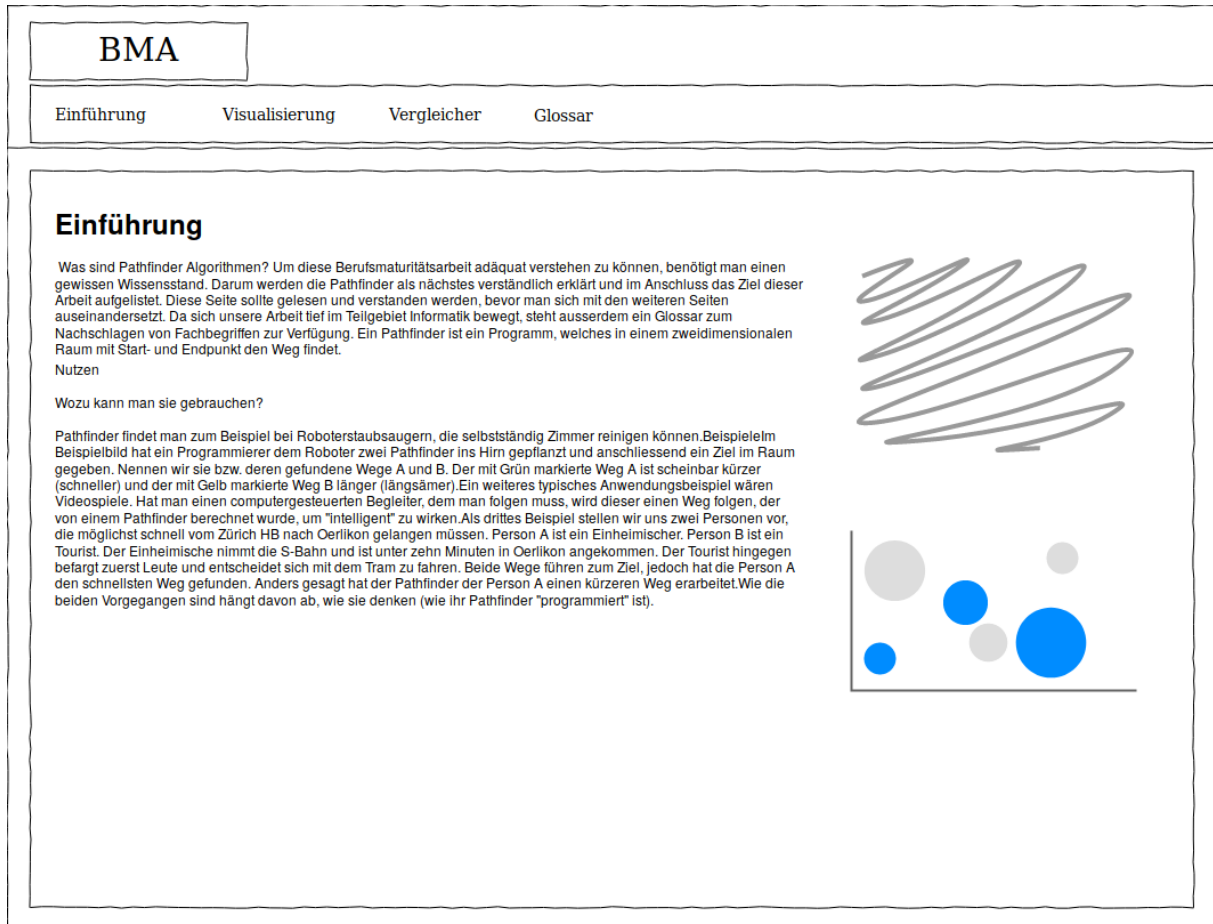 BMA
Einführung Visualisierung Vergleicher Glossar
Einführung
Was sind Pathfinder Algorithmen? Um diese Berufsmaturitätsarbeit adäquat verstehen zu können, benötigt man einen
gewissen Wissensstand. Darum werden die Pathfinder als nächstes verständlich erklärt und im Anschluss das Ziel dieser
Arbeit aufgelistet. Diese Seite sollte gelesen und verstanden werden, bevor man sich mit den weiteren Seiten
auseinandersetzt. Da sich unsere Arbeit tief im Teilgebiet Informatik bewegt, steht ausserdem ein Glossar zum
Nachschlagen von Fachbegriffen zur Verfügung. Ein Pathfinder ist ein Programm, welches in einem zweidimensionalen
Raum mit Start- und Endpunkt den Weg findet.
Nutzen
Wozu kann man sie gebrauchen?
Pathfinder findet man zum Beispiel bei Roboterstaubsaugern, die selbstständig Zimmer reinigen können.BeispieleIm
Beispielbild hat ein Programmierer dem Roboter zwei Pathfinder ins Hirn gepflanzt und anschliessend ein Ziel im Raum
gegeben. Nennen wir sie bzw. deren gefundene Wege A und B. Der mit Grün markierte Weg A ist scheinbar kürzer
(schneller) und der mit Gelb markierte Weg B länger (längsämer).Ein weiteres typisches Anwendungsbeispiel wären
Videospiele. Hat man einen computergesteuerten Begleiter, dem man folgen muss, wird dieser einen Weg folgen, der
von einem Pathfinder berechnet wurde, um "intelligent" zu wirken.Als drittes Beispiel stellen wir uns zwei Personen vor,
die möglichst schnell vom Zürich HB nach Oerlikon gelangen müssen. Person A ist ein Einheimischer. Person B ist ein
Tourist. Der Einheimische nimmt die S-Bahn und ist unter zehn Minuten in Oerlikon angekommen. Der Tourist hingegen
befargt zuerst Leute und entscheidet sich mit dem Tram zu fahren. Beide Wege führen zum Ziel, jedoch hat die Person A
den schnellsten Weg gefunden. Anders gesagt hat der Pathfinder der Person A einen kürzeren Weg erarbeitet.Wie die
beiden Vorgegangen sind hängt davon ab, wie sie denken (wie ihr Pathfinder "programmiert" ist).